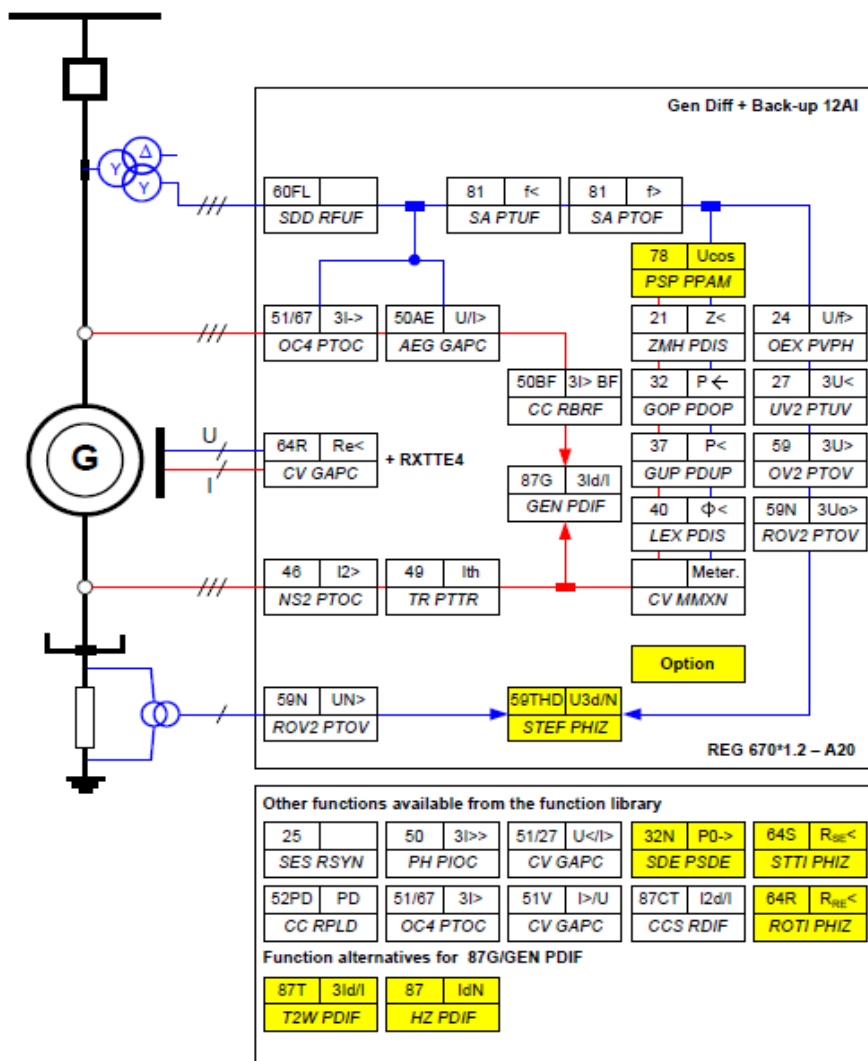 Gen Diff + Back-up 12AI
Δ
Y
Y
60FL
SDD RFUF
81 f<
SA PTUF
81 f>
SA PTOF
78 Ucos
PSP PPAM
51/67 3I->
OC4 PTOC
50AE U/I>
AEG GAPC
21 Z<
ZMH PDIS
24 U/f>
OEX PVPH
50BF 3I> BF
CC RBRF
32 P ←
GOP PDOP
27 3U<
UV2 PTUV
G
U
I
64R Re<
CV GAPC
+ RXTTE4
87G 3Id/I
GEN PDIF
37 P<
GUP PDUP
59 3U>
OV2 PTOV
40 Φ<
LEX PDIS
59N 3Uo>
ROV2 PTOV
46 I2>
NS2 PTOC
49 Ith
TR PTTR
Meter.
CV MMXN
Option
59N UN>
ROV2 PTOV
59THD U3d/N
STEF PHIZ
REG 670*1.2 – A20
Other functions available from the function library
25
SES RSYN
50 3I>>
PH PIOC
51/27 U</I>
CV GAPC
32N P0->
SDE PSDE
64S RSE<
STTI PHIZ
52PD PD
CC RPLD
51/67 3I>
OC4 PTOC
51V I>/U
CV GAPC
87CT I2d/I
CCS RDIF
64R RRE<
ROTI PHIZ
Function alternatives for 87G/GEN PDIF
87T 3Id/I
T2W PDIF
87 IdN
HZ PDIF